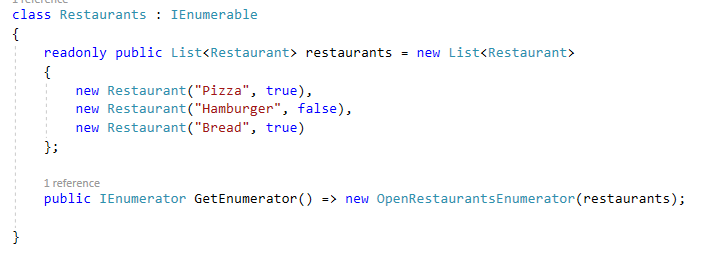 1 reference
class Restaurants : IEnumerable
{
readonly public List<Restaurant> restaurants = new List<Restaurant>
{
new Restaurant("Pizza", true),
new Restaurant("Hamburger", false),
new Restaurant("Bread", true)
};
1 reference
public IEnumerator GetEnumerator() => new OpenRestaurantsEnumerator(restaurants);
}